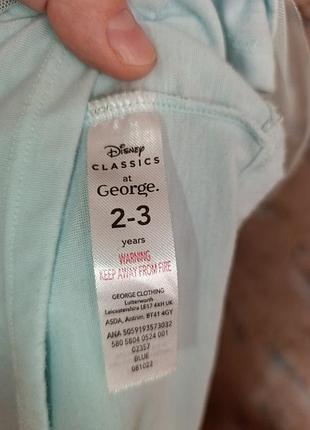 Disney
CLASSICS
at
George.
2-3
years
WARNING
KEEP AWAY FROM FIRE
GEORGE CLOTHING
Lutterworth
Leicestershire LE17 4XH UK
ASDA, Antrim. BT41 4GY
ANA 5059193573032
580 5804 0524 001
02357
BLUE
081022